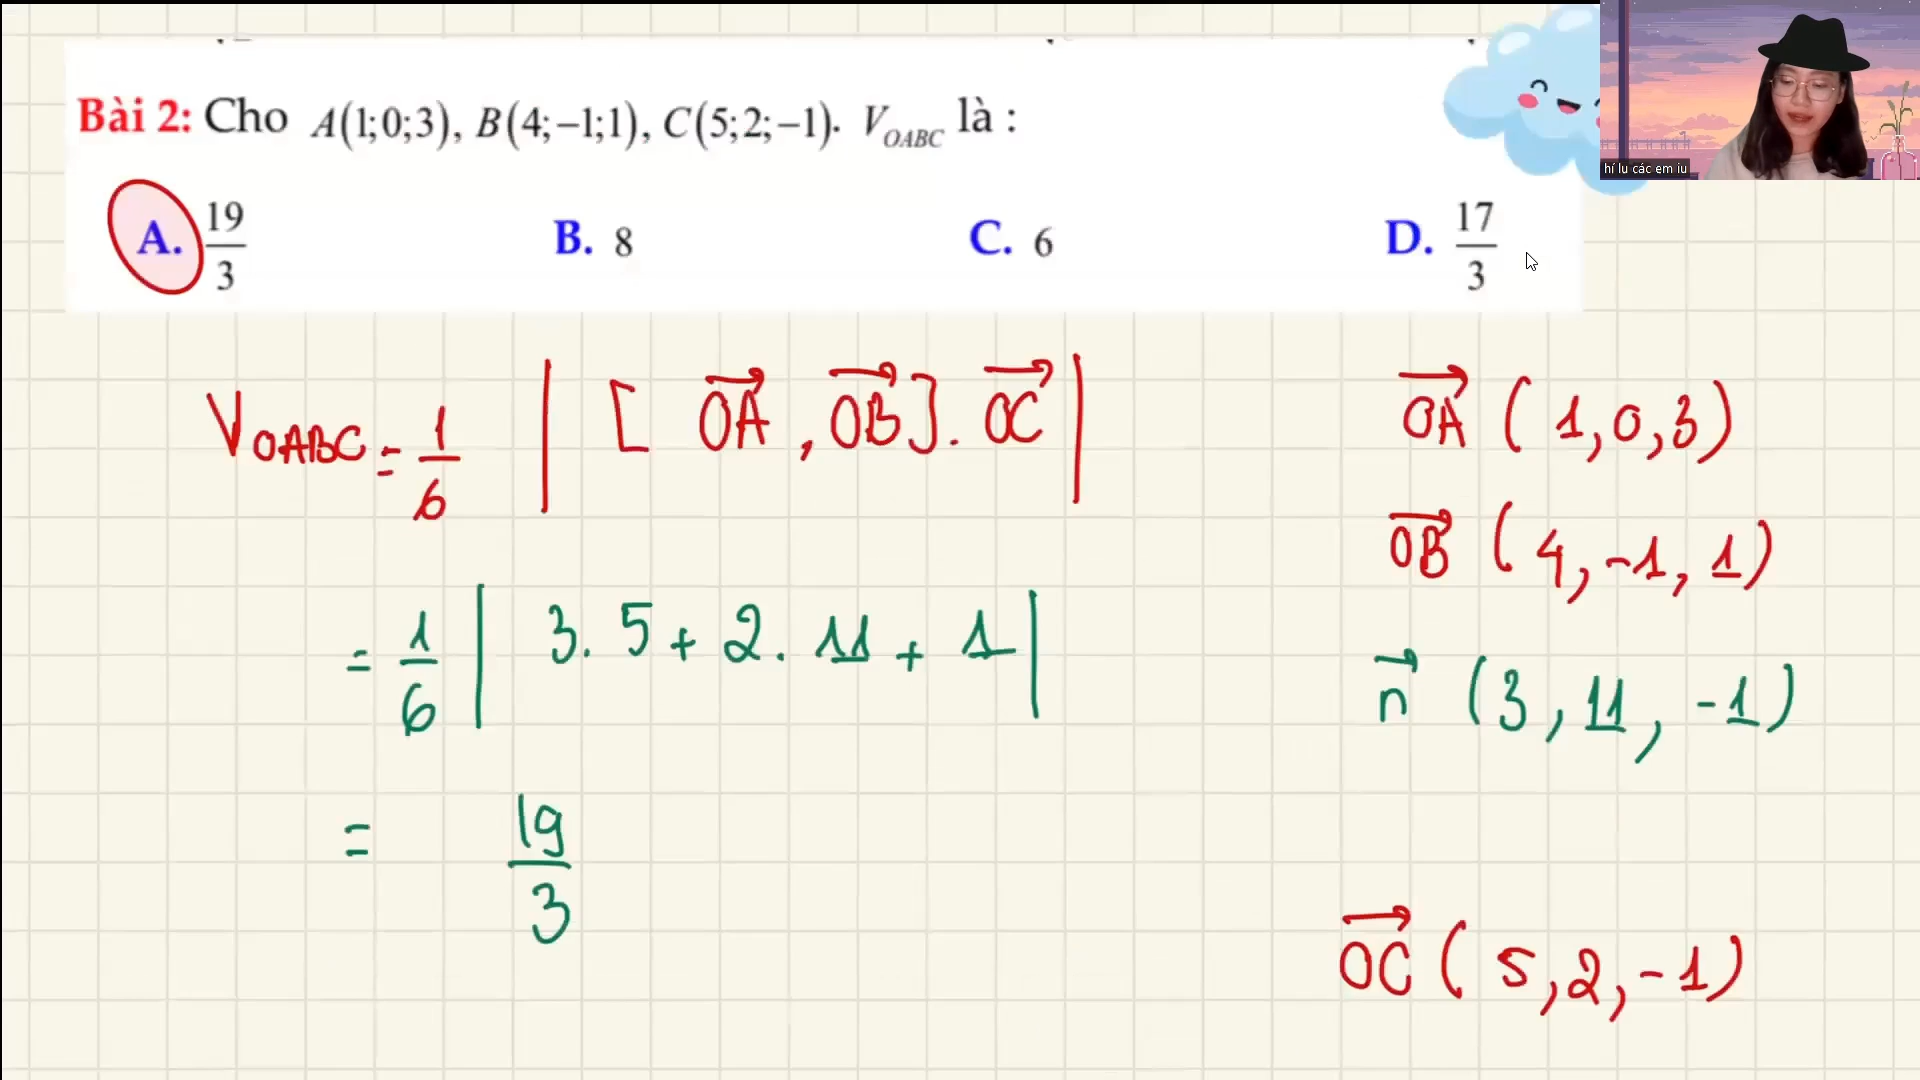 Bài 2: Cho A(1;0;3), B(4;−1;1), C(5;2;−1). V_OABC là :
A. 19/3 B. 8 C. 6 D. 17/3
hí lu các em iu
V_OABC = 1/6 | [ OA→ , OB→ ] . OC→ |
= 1/6 | 3. 5 + 2. 11 + 1 |
= 19/3
OA→ ( 1, 0, 3 )
OB→ ( 4, -1, 1 )
n→ ( 3, 11, -1 )
OC→ ( 5, 2, -1 )